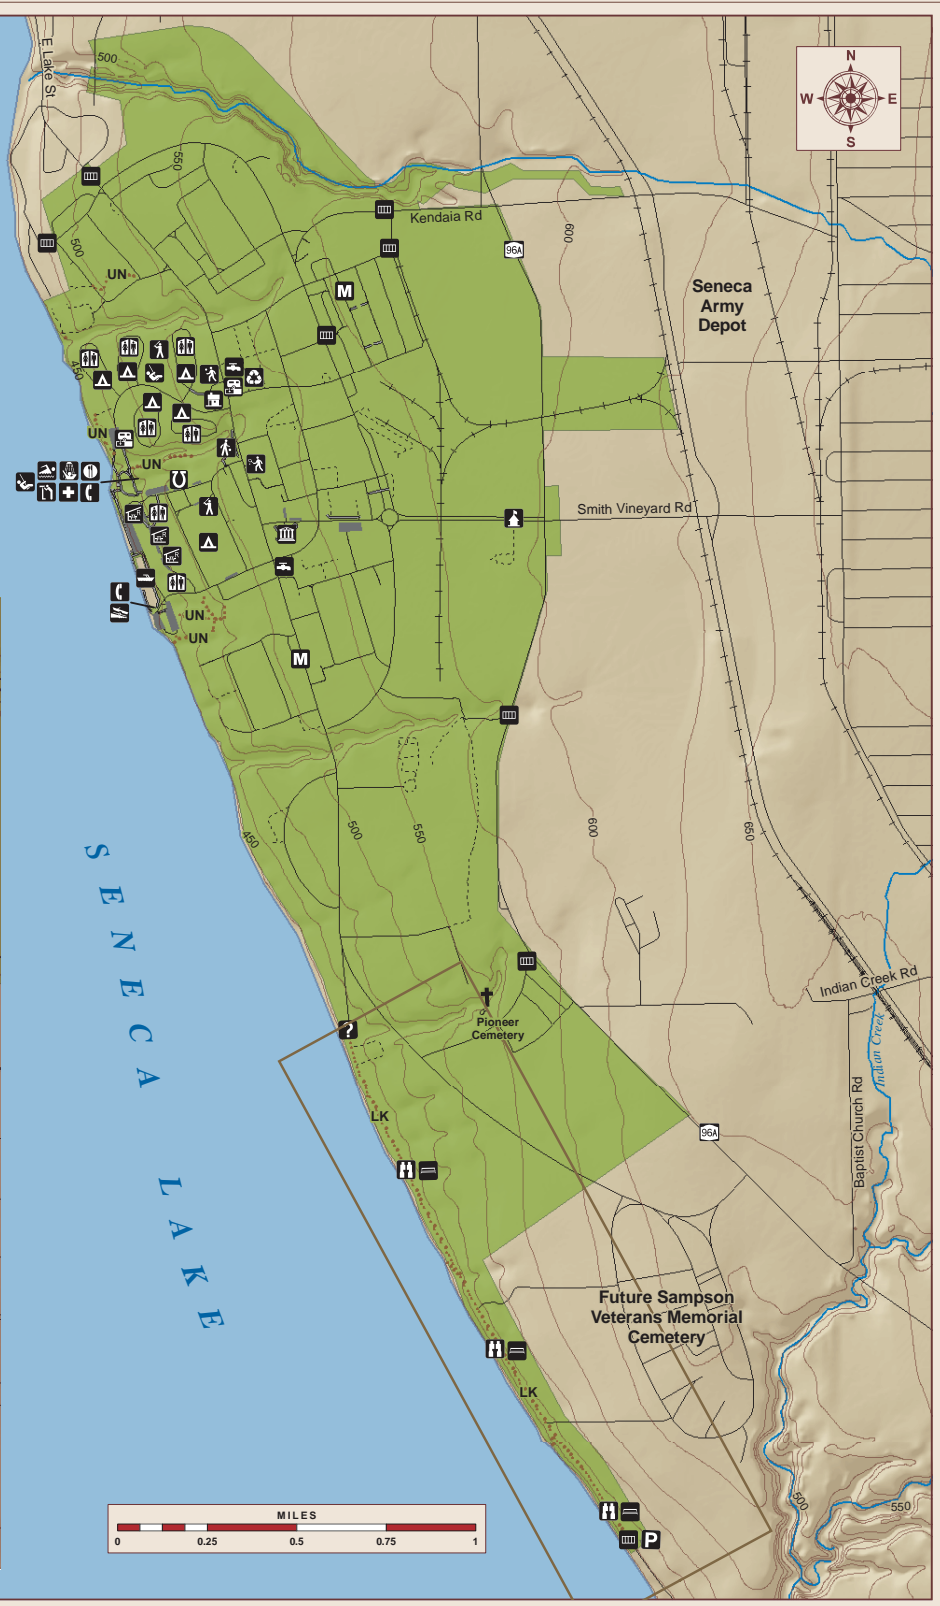 E Lake St
500
N
W E
S
550
Kendaia Rd
600
96A
500
UN
Seneca
Army
Depot
M
450
UN
UN
Smith Vineyard Rd
UN
UN
M
SENECA LAKE
450
500
550
600
650
Indian Creek Rd
Indian Creek
Pioneer
Cemetery
?
Baptist Church Rd
LK
96A
Future Sampson
Veterans Memorial
Cemetery
LK
500
550
P
MILES
0 0.25 0.5 0.75 1